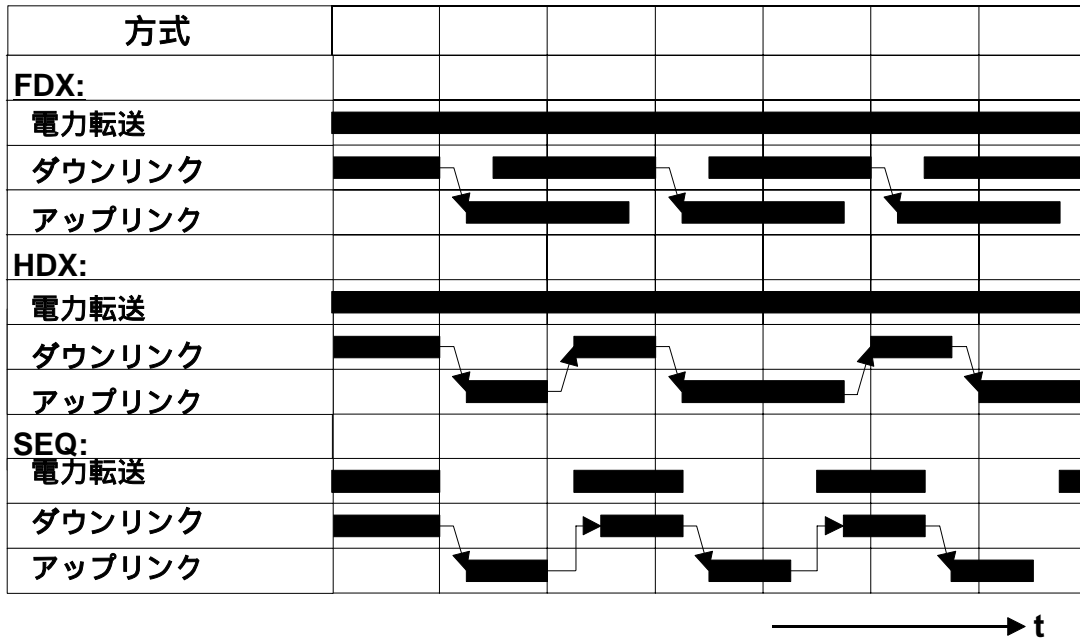 方式
FDX:
電力転送
ダウンリンク
アップリンク
HDX:
電力転送
ダウンリンク
アップリンク
SEQ:
電力転送
ダウンリンク
アップリンク
t